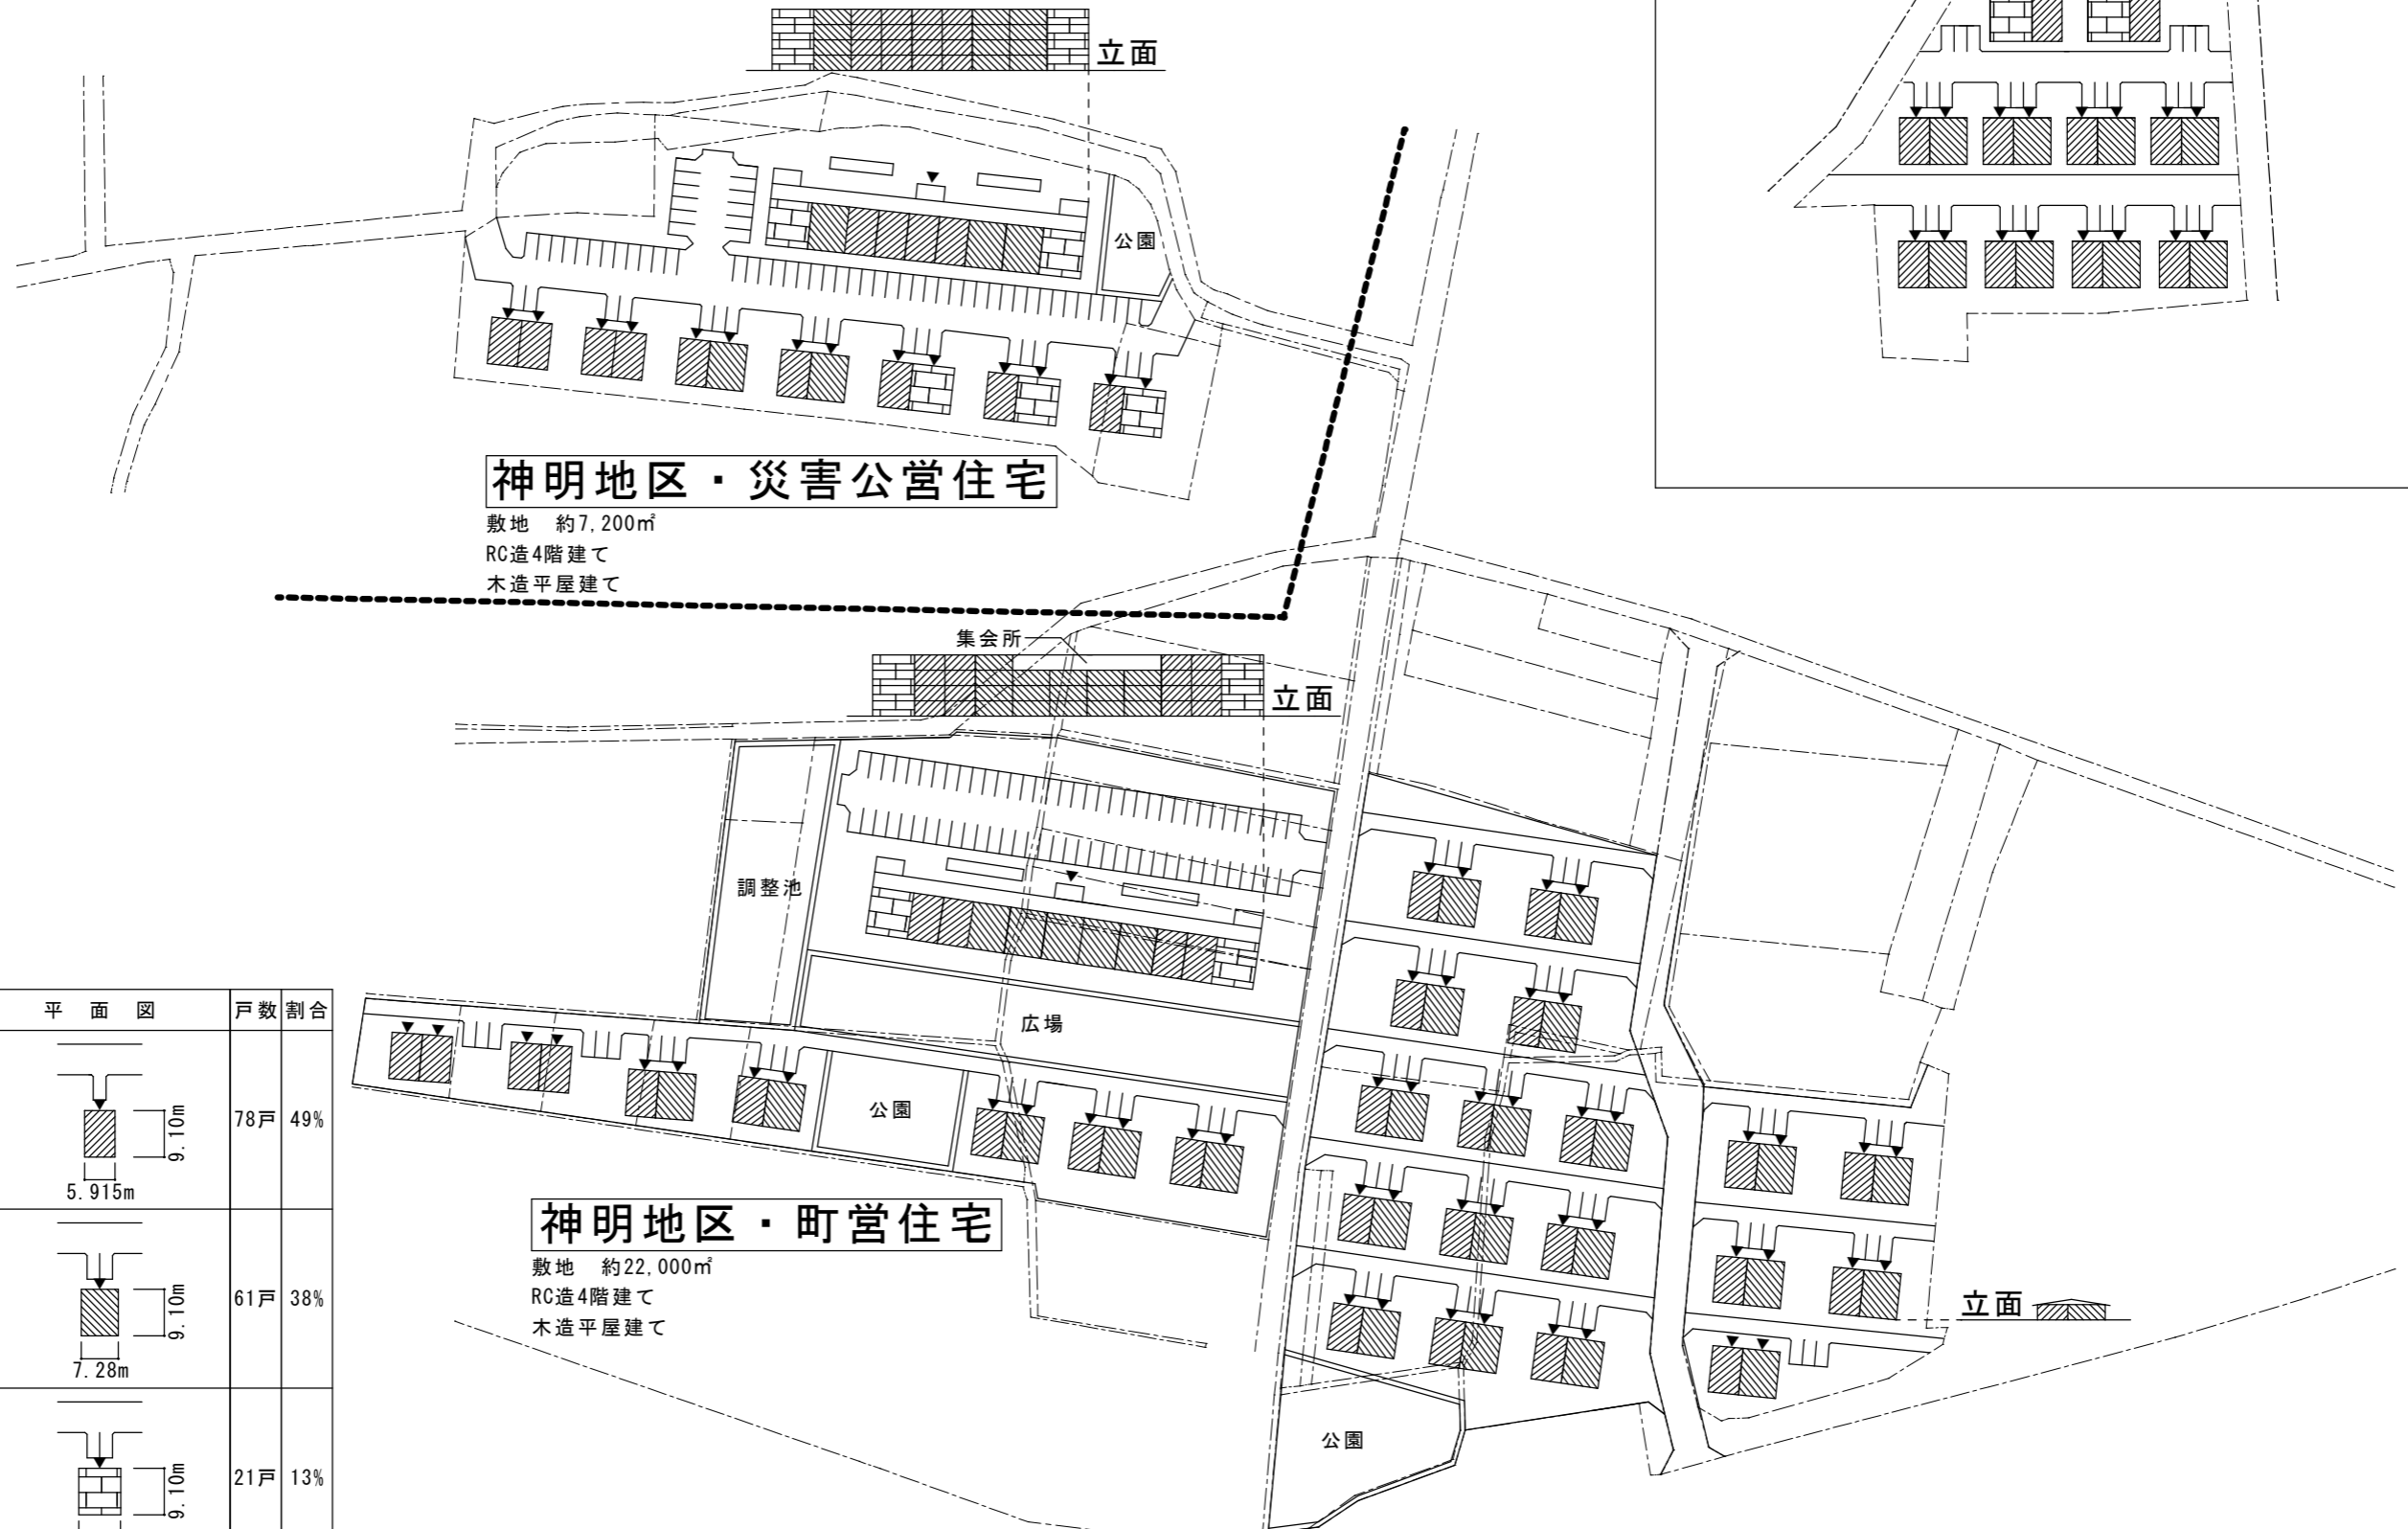 立面
公園
神明地区・災害公営住宅
敷地 約7,200㎡
RC造4階建て
木造平屋建て
集会所
立面
調整池
広場
公園
神明地区・町営住宅
敷地 約22,000㎡
RC造4階建て
木造平屋建て
立面
公園
平面図 戸数 割合
9.10m
5.915m
78戸 49%
9.10m
7.28m
61戸 38%
9.10m
21戸 13%